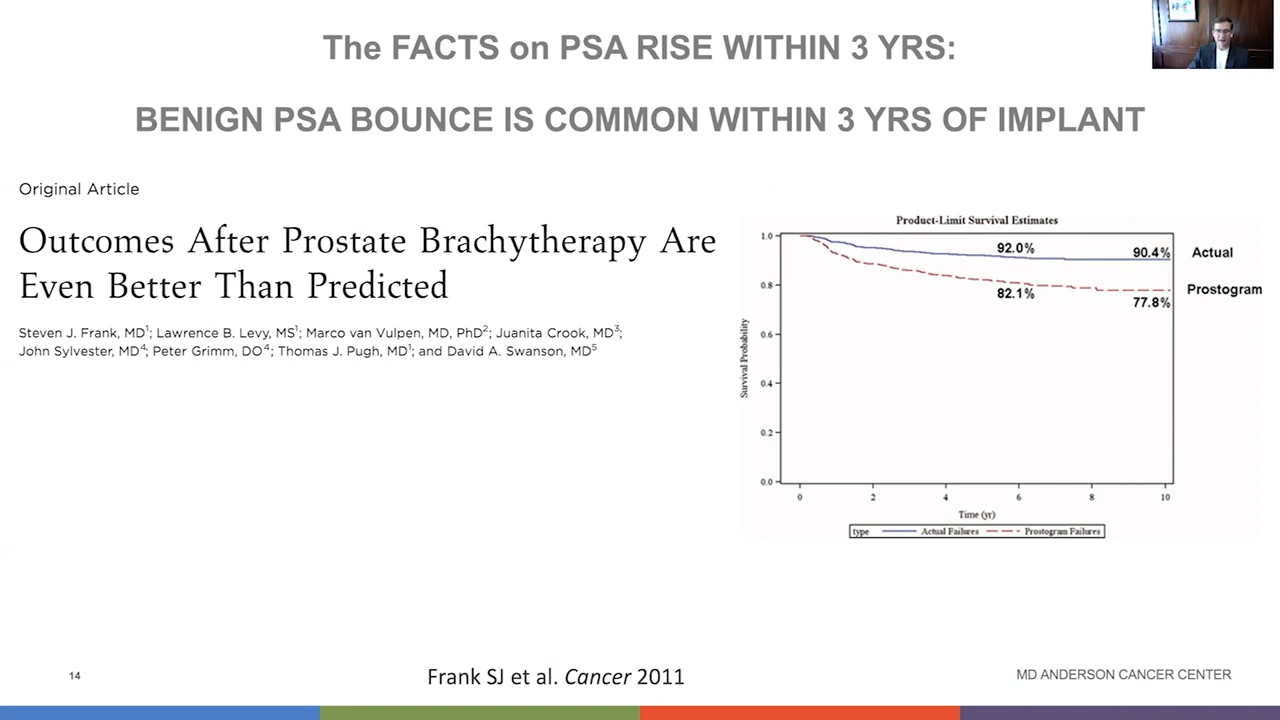 The FACTS on PSA RISE WITHIN 3 YRS:
BENIGN PSA BOUNCE IS COMMON WITHIN 3 YRS OF IMPLANT
Original Article
Outcomes After Prostate Brachytherapy Are
Even Better Than Predicted
Steven J. Frank, MD1; Lawrence B. Levy, MS1; Marco van Vulpen, MD, PhD2; Juanita Crook, MD3;
John Sylvester, MD4; Peter Grimm, DO4; Thomas J. Pugh, MD1; and David A. Swanson, MD5
Product-Limit Survival Estimates
1.0
0.8
0.6
0.4
0.2
0.0
Survival Probability
92.0%
90.4%
Actual
82.1%
77.8%
Prostogram
0 2 4 6 8 10
Time (yr)
type Actual Failures Prostogram Failures
14
Frank SJ et al. Cancer 2011
MD ANDERSON CANCER CENTER